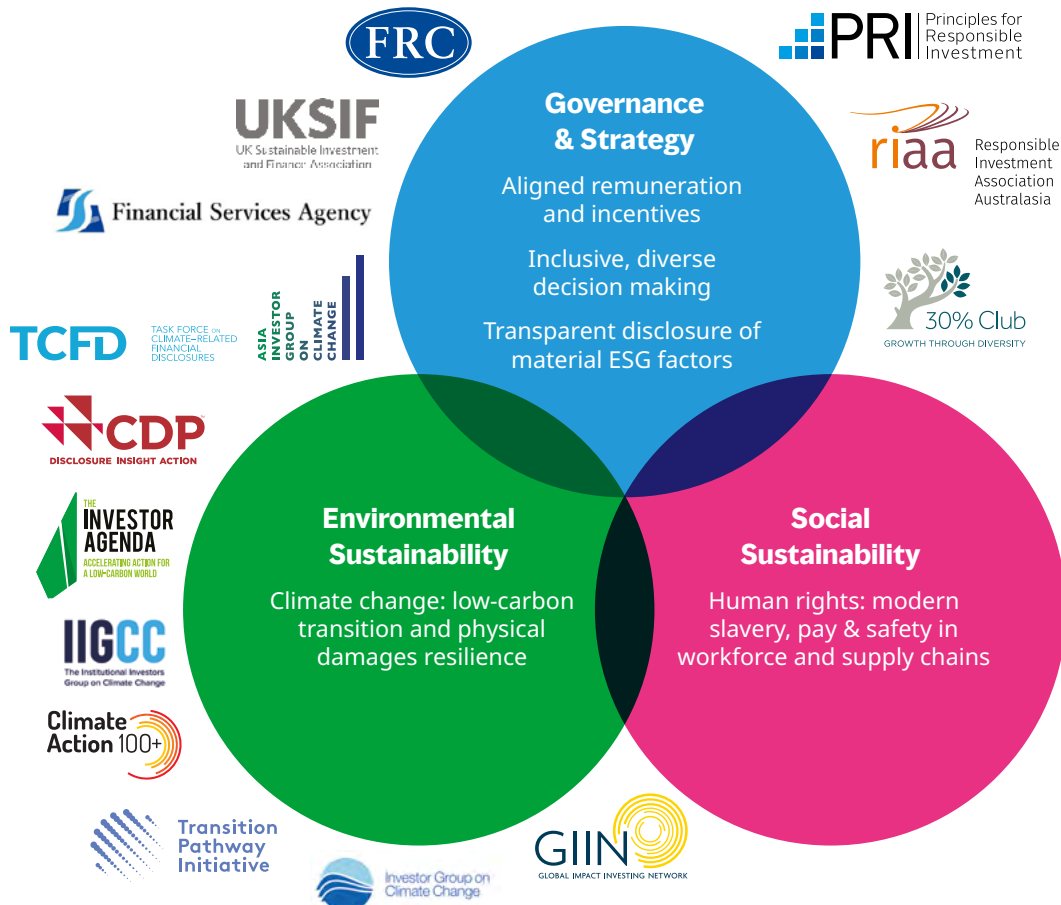 FRC
PRI
Principles for
Responsible
Investment
UKSIF
UK Sustainable Investment
and Finance Association
riaa
Responsible
Investment
Association
Australasia
Financial Services Agency
Governance
& Strategy
Aligned remuneration
and incentives
Inclusive, diverse
decision making
Transparent disclosure of
material ESG factors
30% Club
GROWTH THROUGH DIVERSITY
TCFD
TASK FORCE ON
CLIMATE-RELATED
FINANCIAL
DISCLOSURES
ASIA
INVESTOR
GROUP
ON
CLIMATE
CHANGE
CDP
DISCLOSURE INSIGHT ACTION
THE
INVESTOR
AGENDA
ACCELERATING ACTION FOR
A LOW-CARBON WORLD
Environmental
Sustainability
Climate change: low-carbon
transition and physical
damages resilience
Social
Sustainability
Human rights: modern
slavery, pay & safety in
workforce and supply chains
IIGCC
The Institutional Investors
Group on Climate Change
Climate
Action 100+
Transition
Pathway
Initiative
Investor Group on
Climate Change
GIIN
GLOBAL IMPACT INVESTING NETWORK